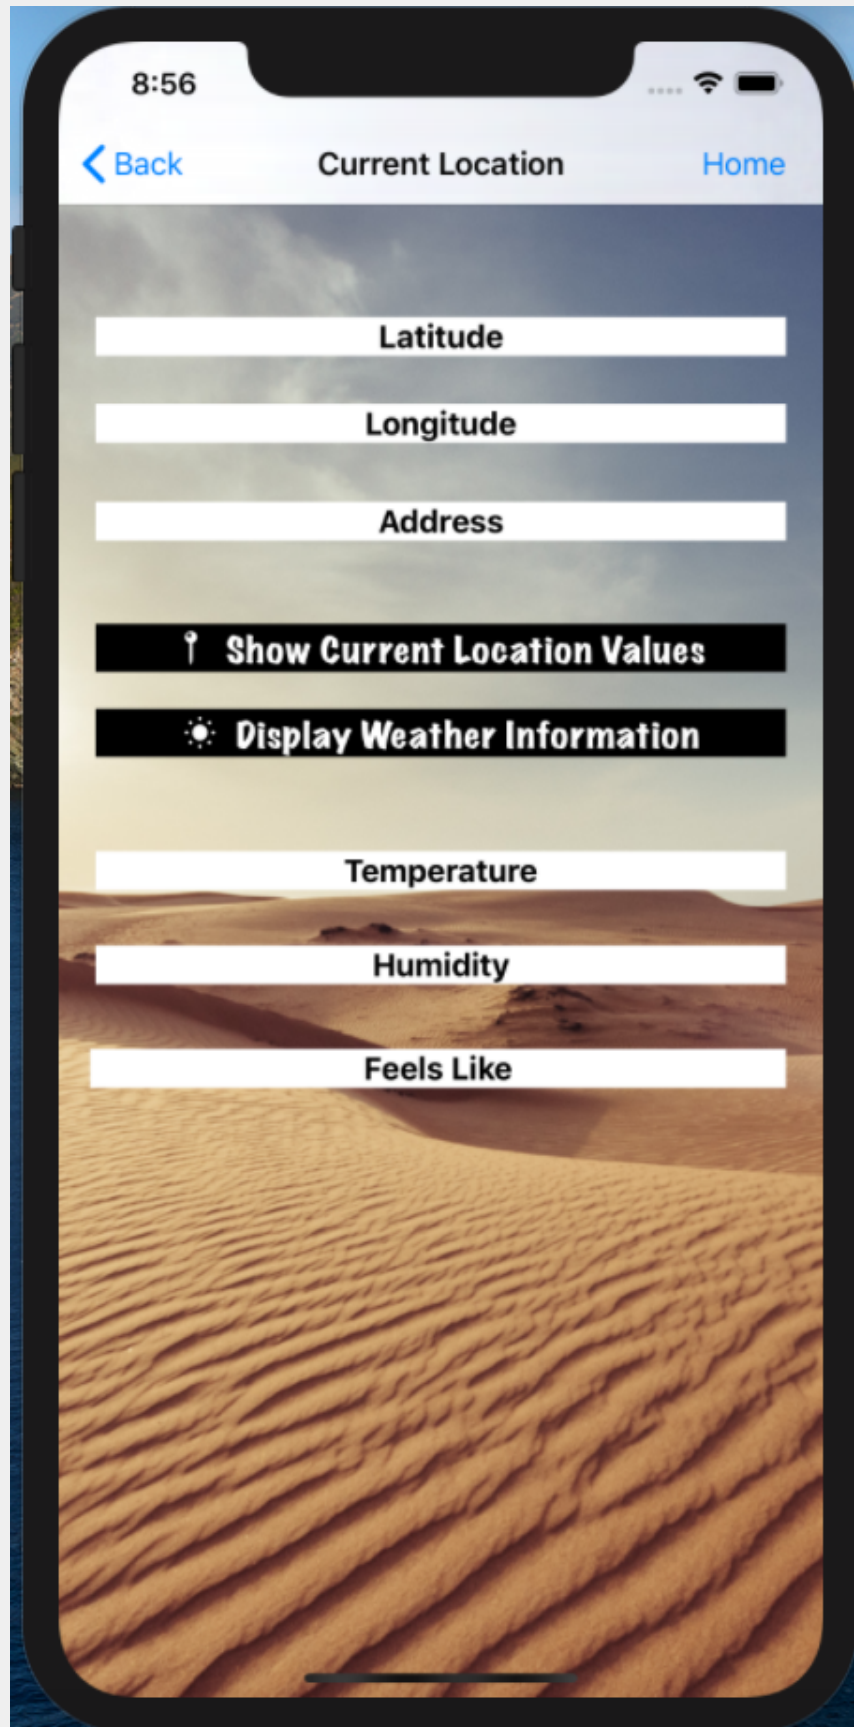 8:56
Back Current Location Home
Latitude
Longitude
Address
Show Current Location Values
Display Weather Information
Temperature
Humidity
Feels Like